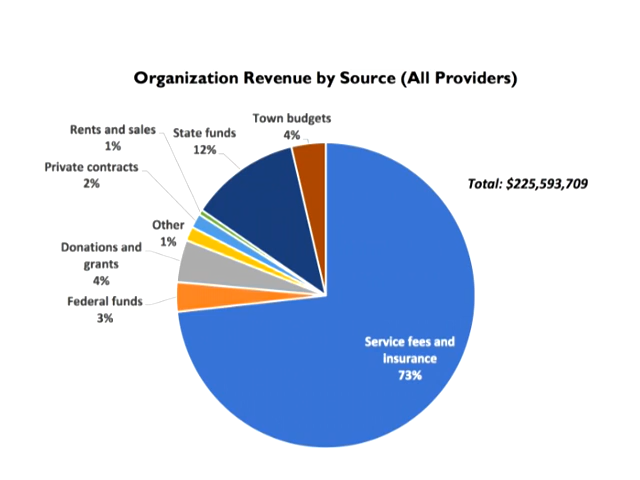 Organization Revenue by Source (All Providers)
Town budgets
4%
Rents and sales
1%
State funds
12%
Private contracts
2%
Total: $225,593,709
Other
1%
Donations and
grants
4%
Federal funds
3%
Service fees and
insurance
73%